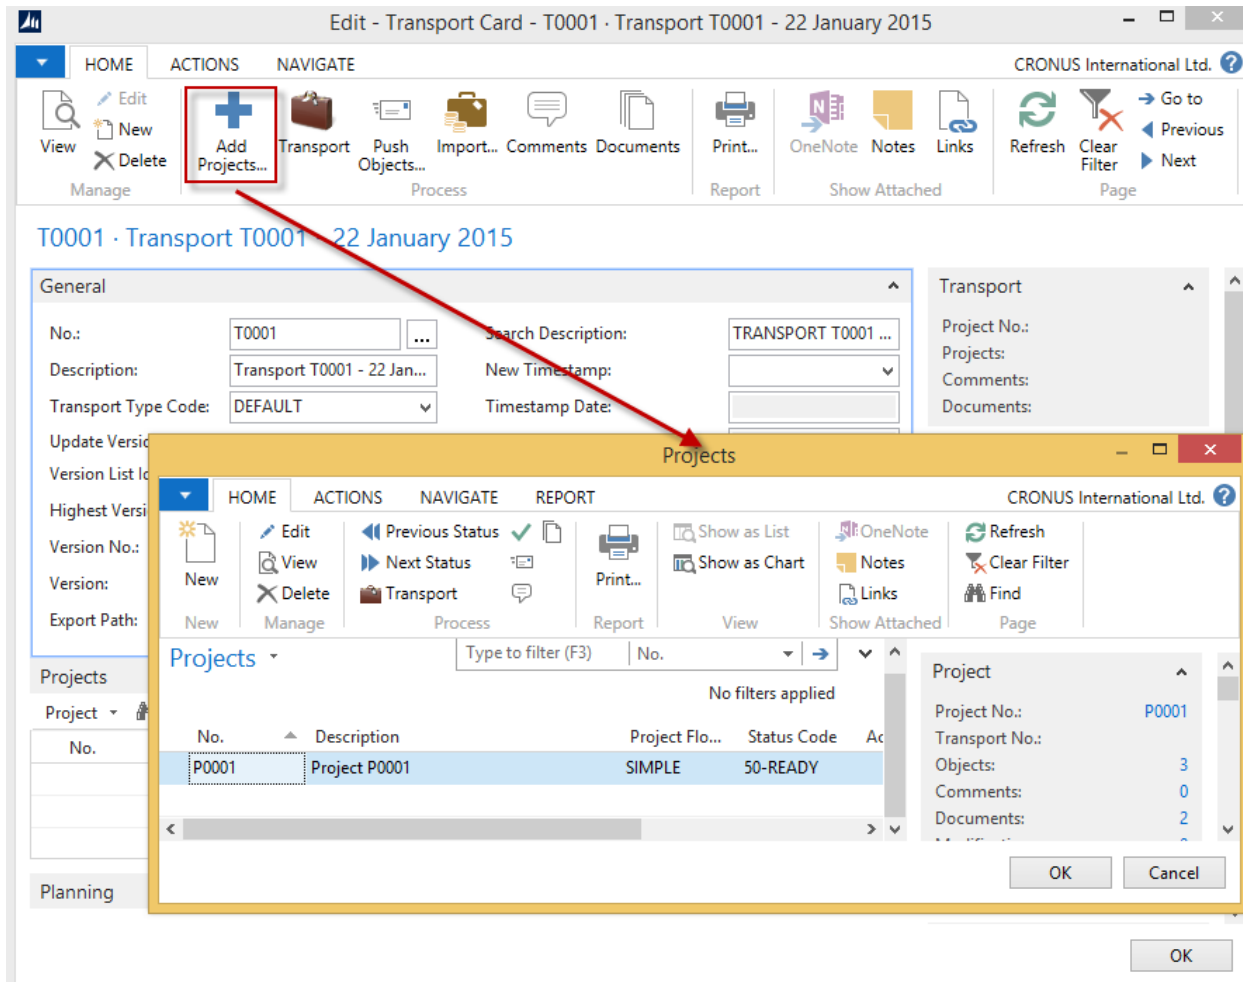 Edit - Transport Card - T0001 · Transport T0001 - 22 January 2015
HOME ACTIONS NAVIGATE CRONUS International Ltd.
View Edit New Delete
Add Projects... Transport Push Objects... Import... Comments Documents
Print... OneNote Notes Links
Refresh Clear Filter Go to Previous Next
Manage Process Report Show Attached Page
T0001 · Transport T0001 - 22 January 2015
General
No.: T0001 ... Search Description: TRANSPORT T0001 ...
Description: Transport T0001 - 22 Jan... New Timestamp:
Transport Type Code: DEFAULT Timestamp Date:
Update Versio
Version List Ic
Highest Versi
Version No.:
Version:
Export Path:
Transport
Project No.:
Projects:
Comments:
Documents:
Projects
Project
No.
Planning
Projects
HOME ACTIONS NAVIGATE REPORT CRONUS International Ltd.
New Edit View Delete
Previous Status
Next Status
Transport
Print...
Show as List
Show as Chart
OneNote
Notes
Links
Refresh
Clear Filter
Find
New Manage Process Report View Show Attached Page
Projects Type to filter (F3) No.
No filters applied
No. Description Project Flo... Status Code Ac
P0001 Project P0001 SIMPLE 50-READY
Project
Project No.: P0001
Transport No.:
Objects: 3
Comments: 0
Documents: 2
OK Cancel
OK